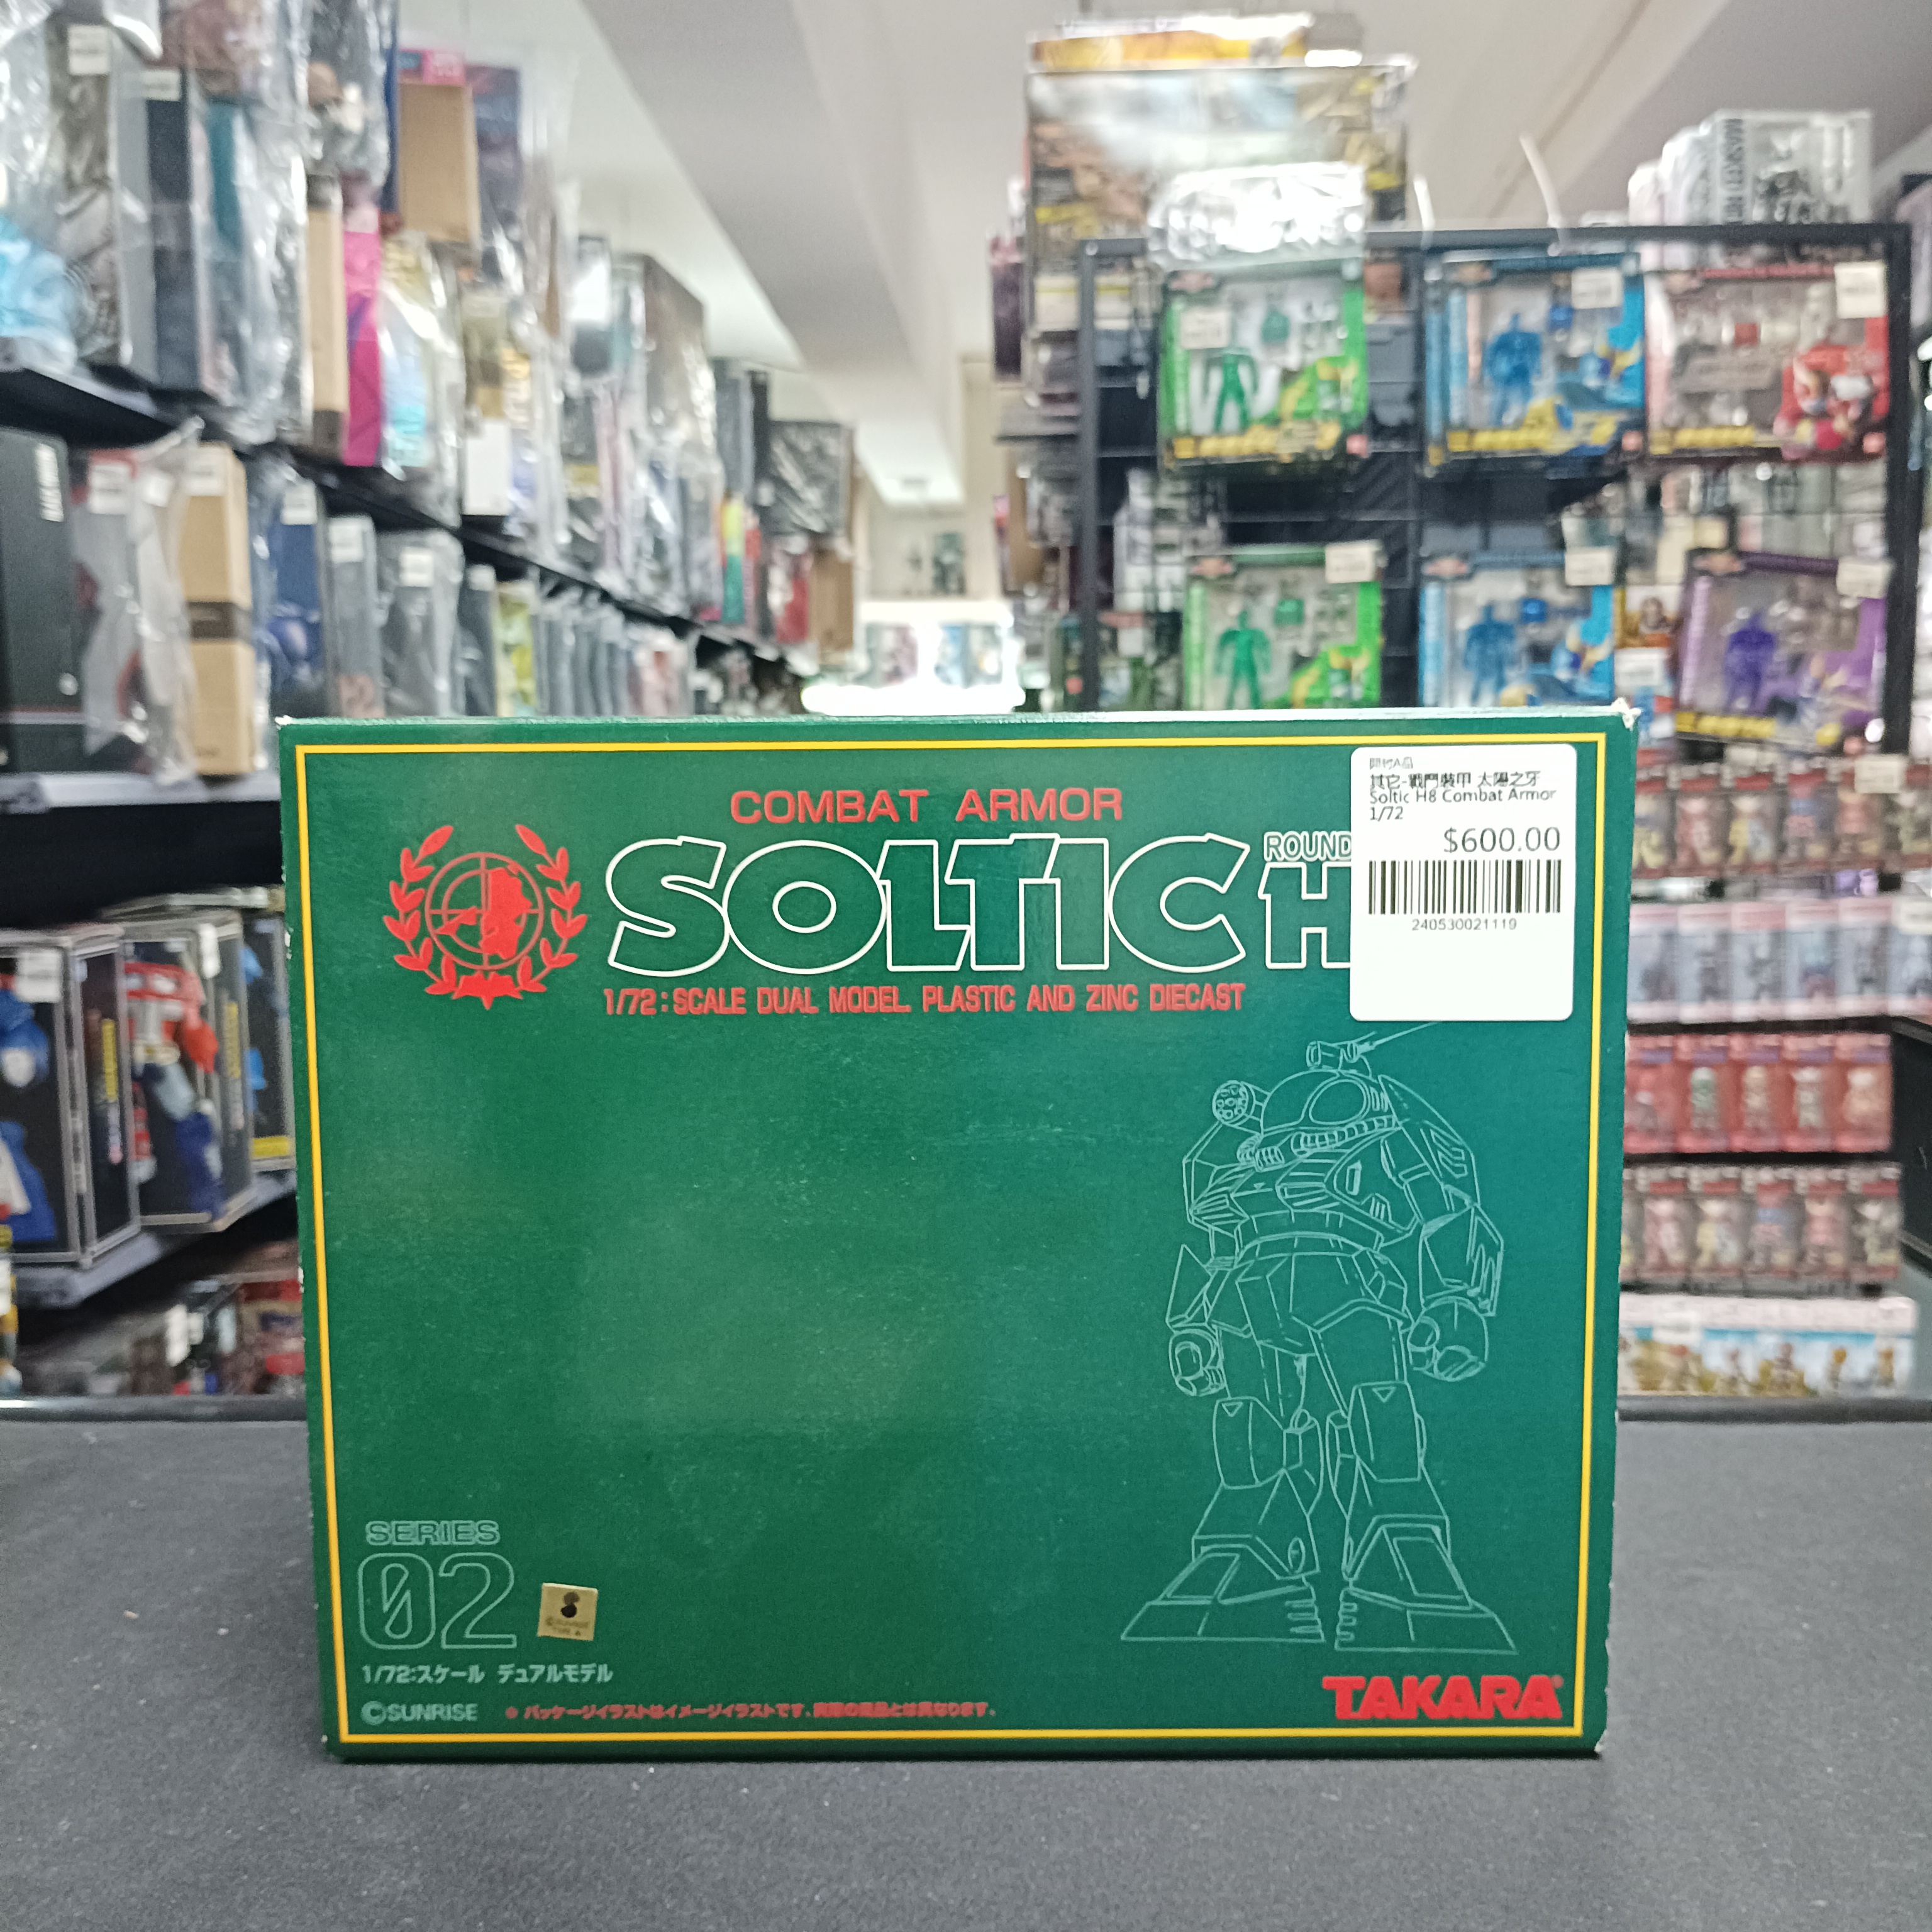 COMBAT ARMOR
SOLTIC
ROUND
H
1/72:SCALE DUAL MODEL. PLASTIC AND ZINC DIECAST
其它-戰鬥裝甲 太陽之牙
Soltic H8 Combat Armor
1/72
$600.00
240530021119
SERIES
02
1/72:スケール デュアルモデル
©SUNRISE
※パッケージイラストはイメージイラストです。実際の商品とは異なります。
TAKARA